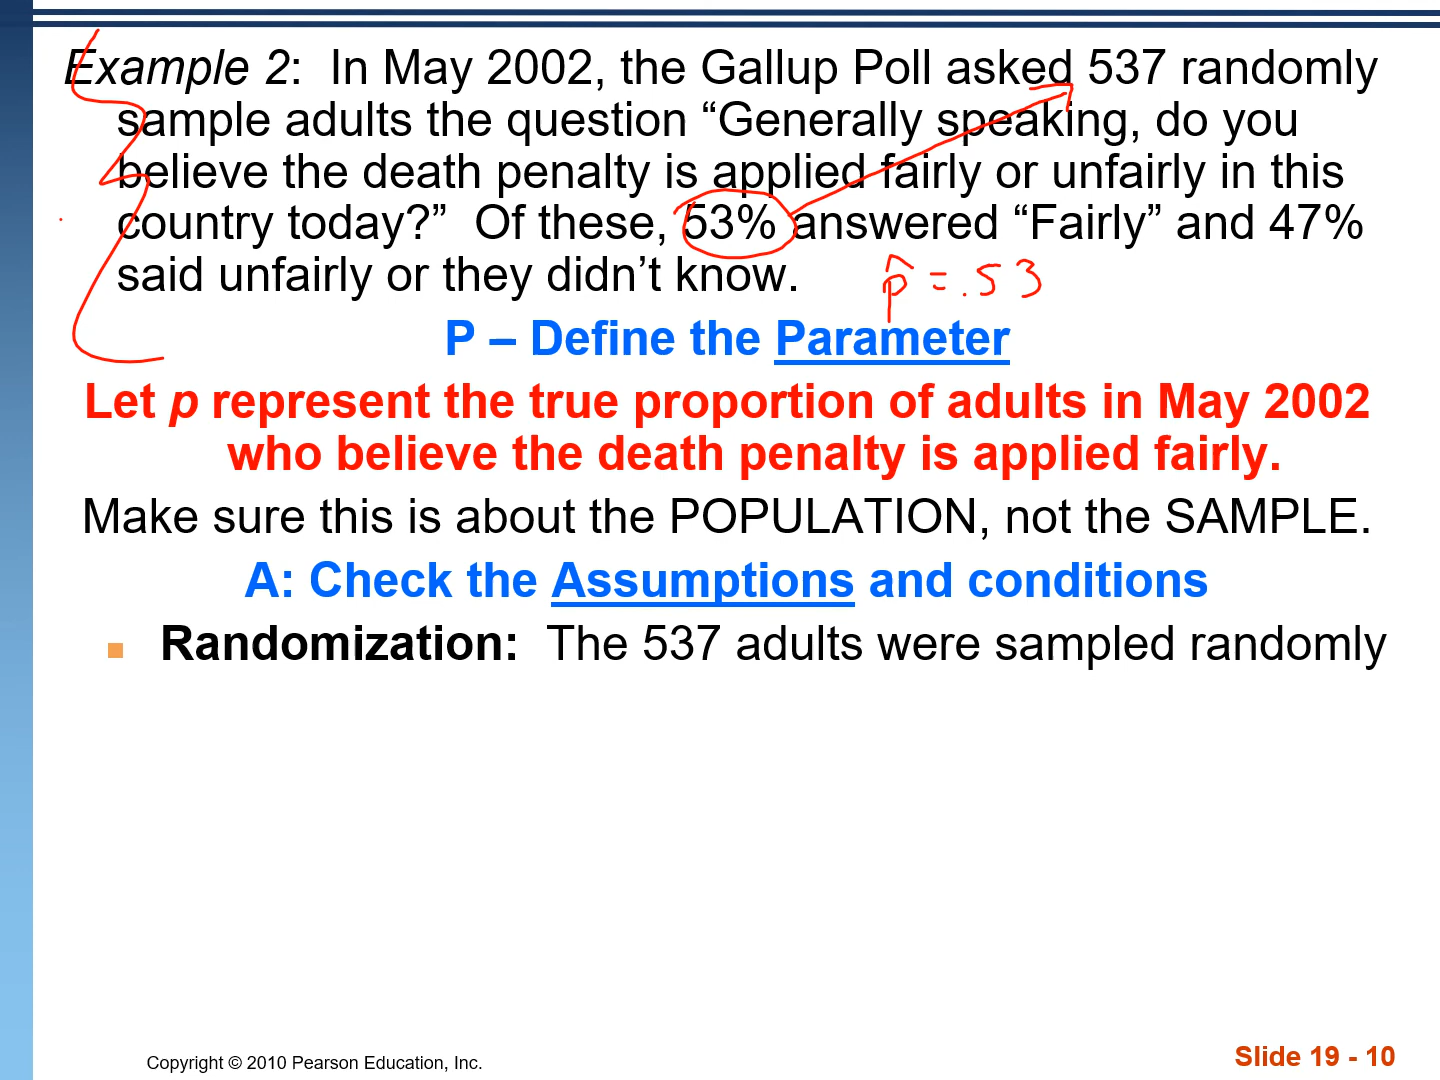 Example 2: In May 2002, the Gallup Poll asked 537 randomly
sample adults the question “Generally speaking, do you
believe the death penalty is applied fairly or unfairly in this
country today?” Of these, 53% answered “Fairly” and 47%
said unfairly or they didn’t know.
p̂ = .53
P – Define the Parameter
Let p represent the true proportion of adults in May 2002
who believe the death penalty is applied fairly.
Make sure this is about the POPULATION, not the SAMPLE.
A: Check the Assumptions and conditions
Randomization: The 537 adults were sampled randomly
Copyright © 2010 Pearson Education, Inc.
Slide 19 - 10